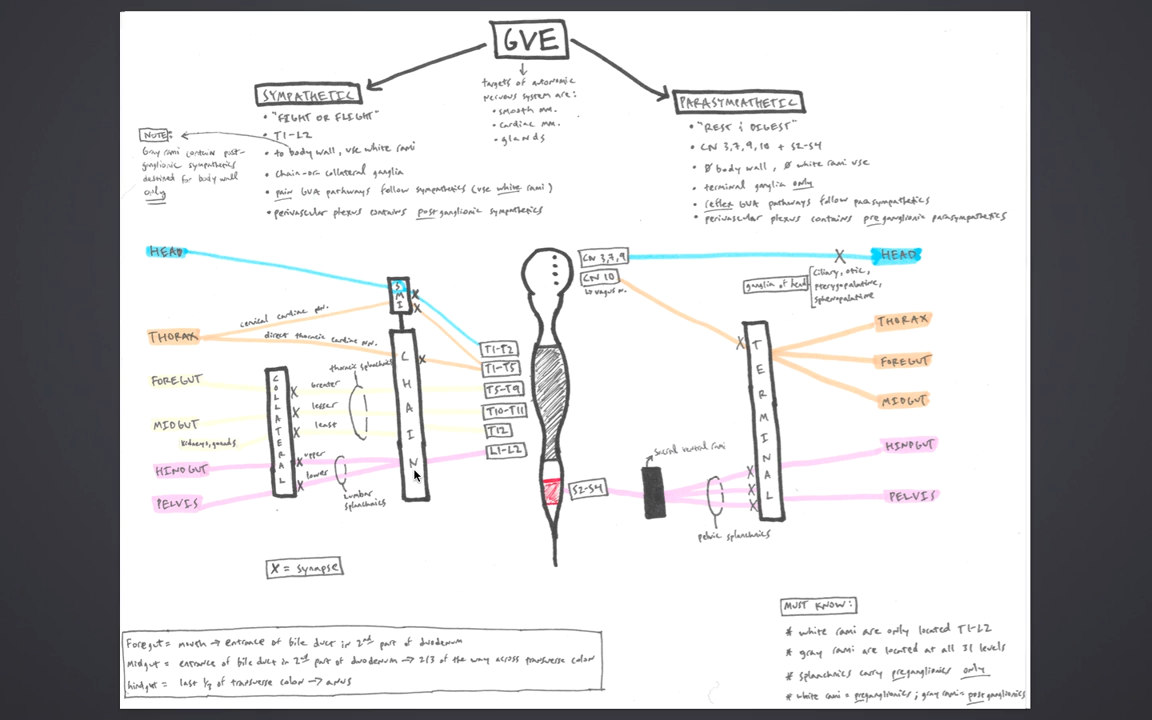 GVE
targets of autonomic
nervous system are:
• smooth mm.
• cardiac mm.
• glands
SYMPATHETIC
• "FIGHT OR FLIGHT"
• T1-L2
• to body wall, use white rami
• chain- or collateral ganglia
• pain GVA pathways follow sympathetics (use white rami)
• perivascular plexus contains postganglionic sympathetics
NOTE:
Gray rami contains post-
ganglionic sympathetics
destined for body wall
only
PARASYMPATHETIC
• "REST & DIGEST"
• CN 3,7,9,10 + S2-S4
• Ø body wall, Ø white rami use
• terminal ganglia only
• reflex GVA pathways follow parasympathetics
• perivascular plexus contains preganglionic parasympathetics
HEAD
THORAX
FOREGUT
MIDGUT
kidneys, gonads
HINDGUT
PELVIS
cervical cardiac nn.
direct thoracic cardiac nn.
thoracic splanchnics
greater
lesser
least
upper
lower
lumbar
splanchnics
COLLATERAL
X
X
X
X
X
S
M
I
X
X
CHAIN
X
T1-T2
T1-T5
T5-T9
T10-T11
T12
L1-L2
CN 3,7,9
CN 10
↳ vagus n.
S2-S4
X
HEAD
ganglia of head
ciliary, otic,
pterygopalatine,
THORAX
FOREGUT
MIDGUT
HINDGUT
PELVIS
X
TERMINAL
X
X
X
sacral ventral rami
pelvic splanchnics
X = synapse
Foregut = mouth → entrance of bile duct in 2nd part of duodenum
Midgut = entrance of bile duct in 2nd part of duodenum → 2/3 of the way across transverse colon
hindgut = last 1/3 of transverse colon → anus
MUST KNOW:
* white rami are only located T1-L2
* gray rami are located at all 31 levels
* splanchnics carry preganglionics only
* white rami = preganglionics; gray rami = postganglionics